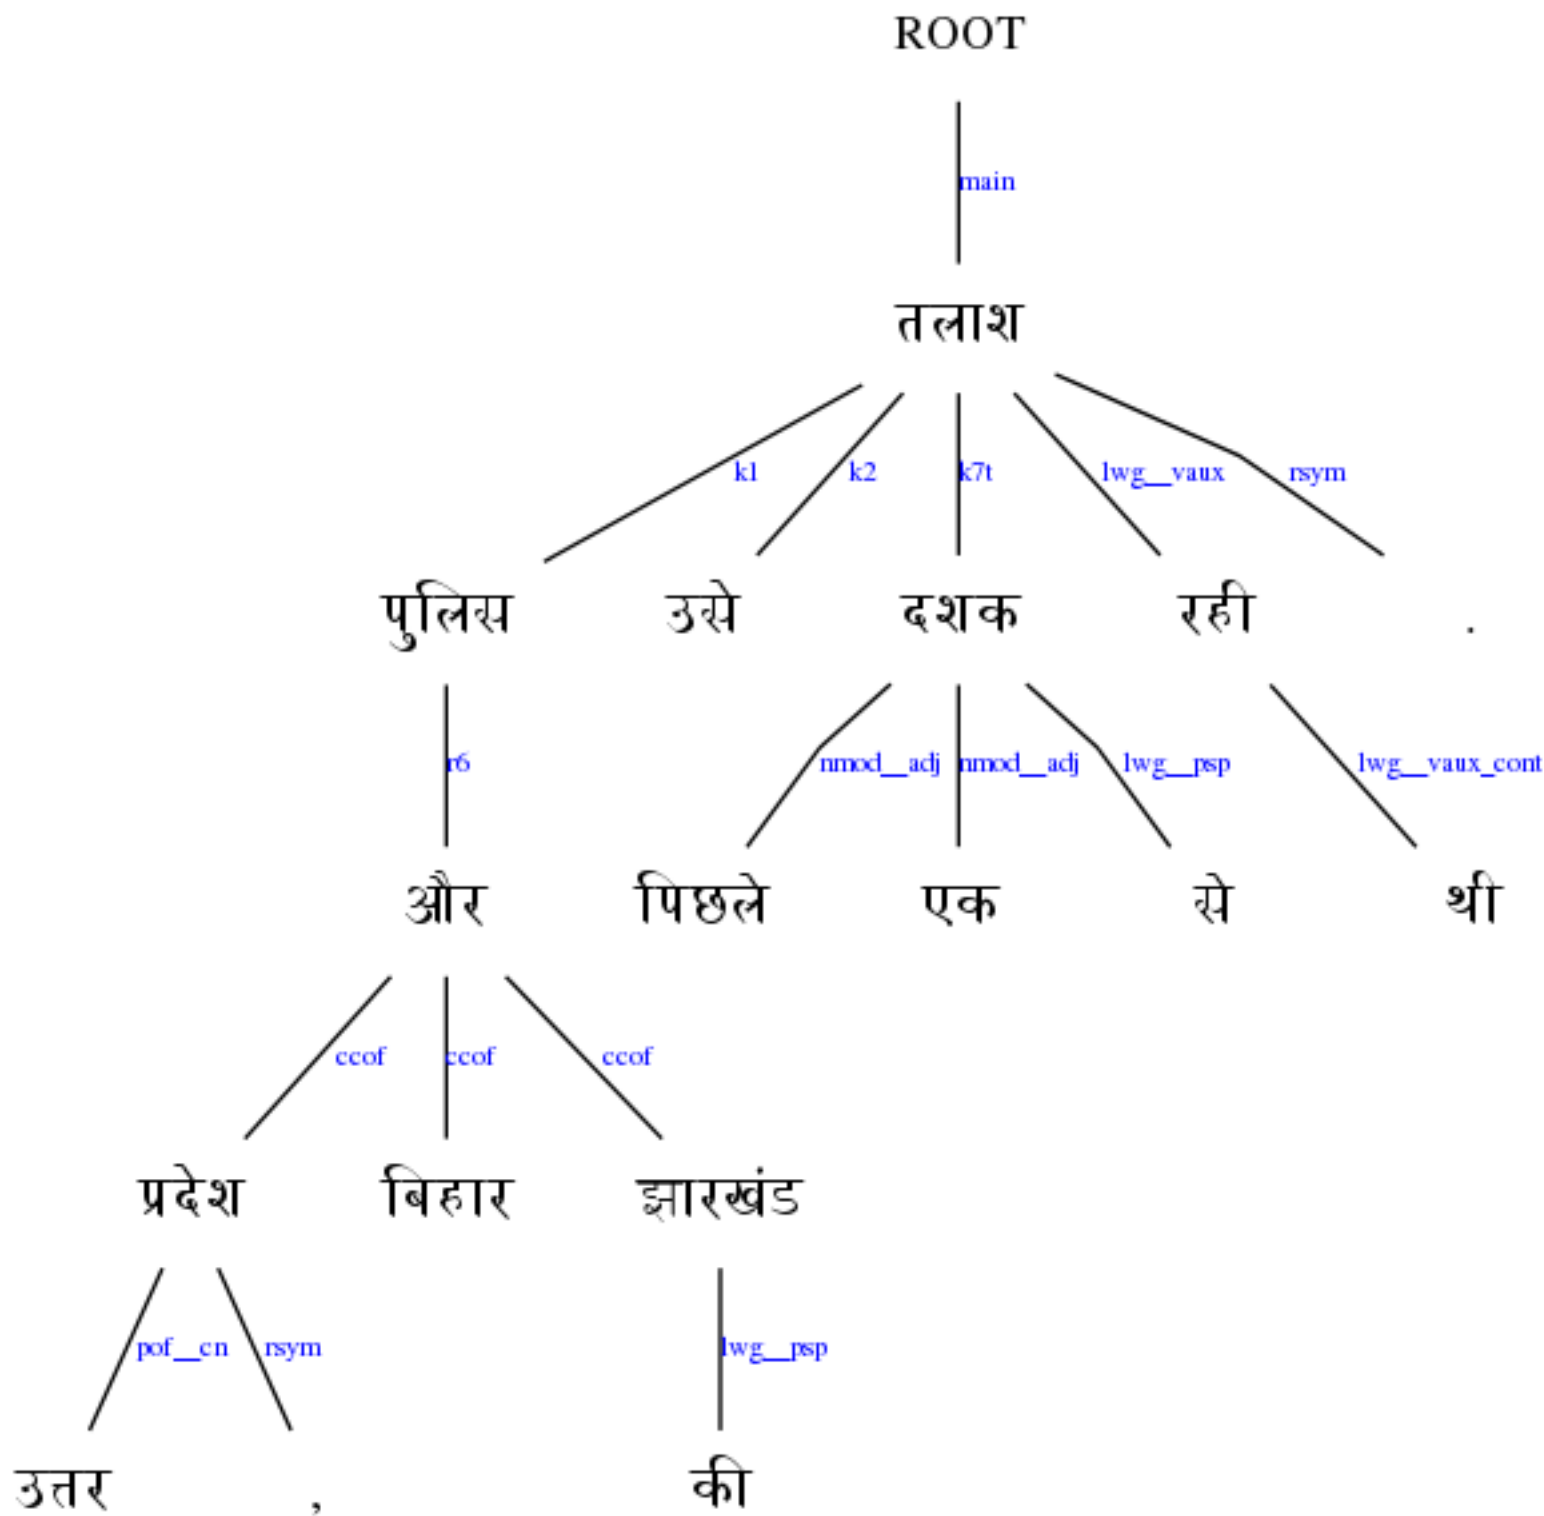 ROOT
main
तलाश
k1 k2 k7t lwg__vaux rsym
पुलिस उसे दशक रही .
r6 nmod__adj nmod__adj lwg__psp lwg__vaux_cont
और पिछले एक से थी
ccof ccof ccof
प्रदेश बिहार झारखंड
pof__cn rsym lwg__psp
उत्तर , की